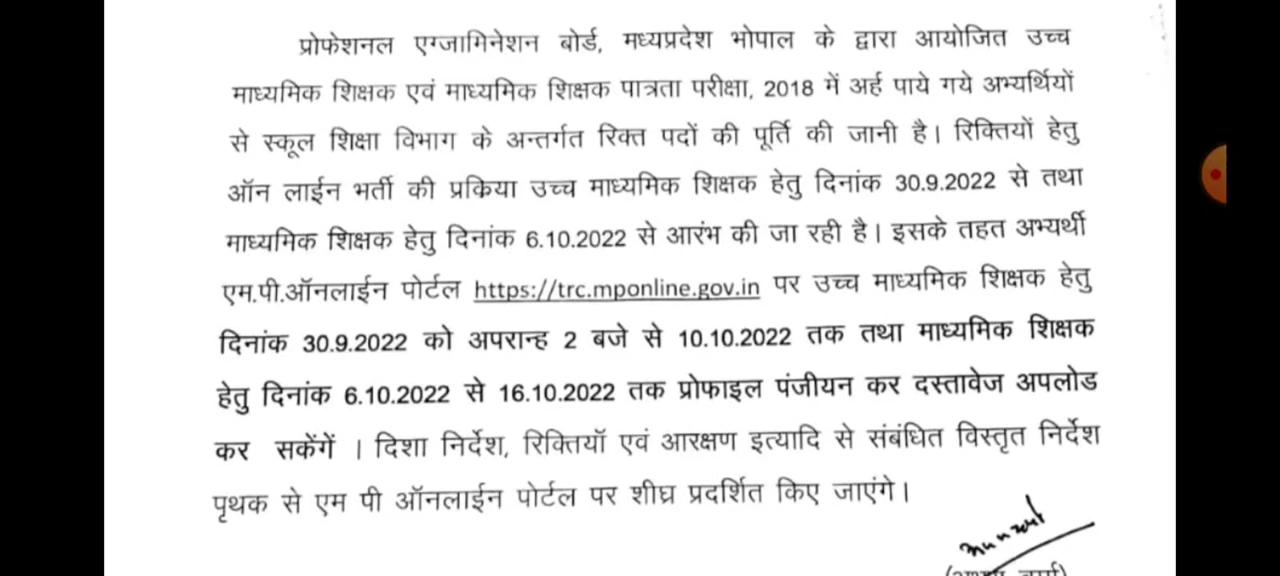 प्रोफेशनल एग्जामिनेशन बोर्ड, मध्यप्रदेश भोपाल के द्वारा आयोजित उच्च
माध्यमिक शिक्षक एवं माध्यमिक शिक्षक पात्रता परीक्षा, 2018 में अर्ह पाये गये अभ्यर्थियों
से स्कूल शिक्षा विभाग के अन्तर्गत रिक्त पदों की पूर्ति की जानी है। रिक्तियों हेतु
ऑन लाईन भर्ती की प्रकिया उच्च माध्यमिक शिक्षक हेतु दिनांक 30.9.2022 से तथा
माध्यमिक शिक्षक हेतु दिनांक 6.10.2022 से आरंभ की जा रही है। इसके तहत अभ्यर्थी
एम.पी.ऑनलाईन पोर्टल https://trc.mponline.gov.in पर उच्च माध्यमिक शिक्षक हेतु
दिनांक 30.9.2022 को अपरान्ह 2 बजे से 10.10.2022 तक तथा माध्यमिक शिक्षक
हेतु दिनांक 6.10.2022 से 16.10.2022 तक प्रोफाइल पंजीयन कर दस्तावेज अपलोड
कर सकेंगें । दिशा निर्देश, रिक्तियॉ एवं आरक्षण इत्यादि से संबंधित विस्तृत निर्देश
पृथक से एम पी ऑनलाईन पोर्टल पर शीघ्र प्रदर्शित किए जाएंगे।